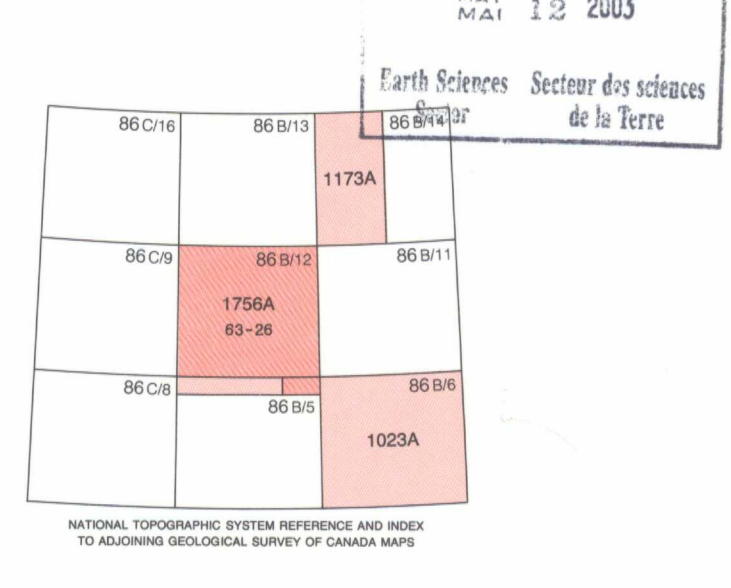 MAI 12 2003
Earth Sciences Secteur des sciences
Sector de la Terre
86 C/16 86 B/13 86 B/14
1173A
86 C/9 86 B/12 86 B/11
1756A
63-26
86 C/8 86 B/6
86 B/5
1023A
NATIONAL TOPOGRAPHIC SYSTEM REFERENCE AND INDEX
TO ADJOINING GEOLOGICAL SURVEY OF CANADA MAPS